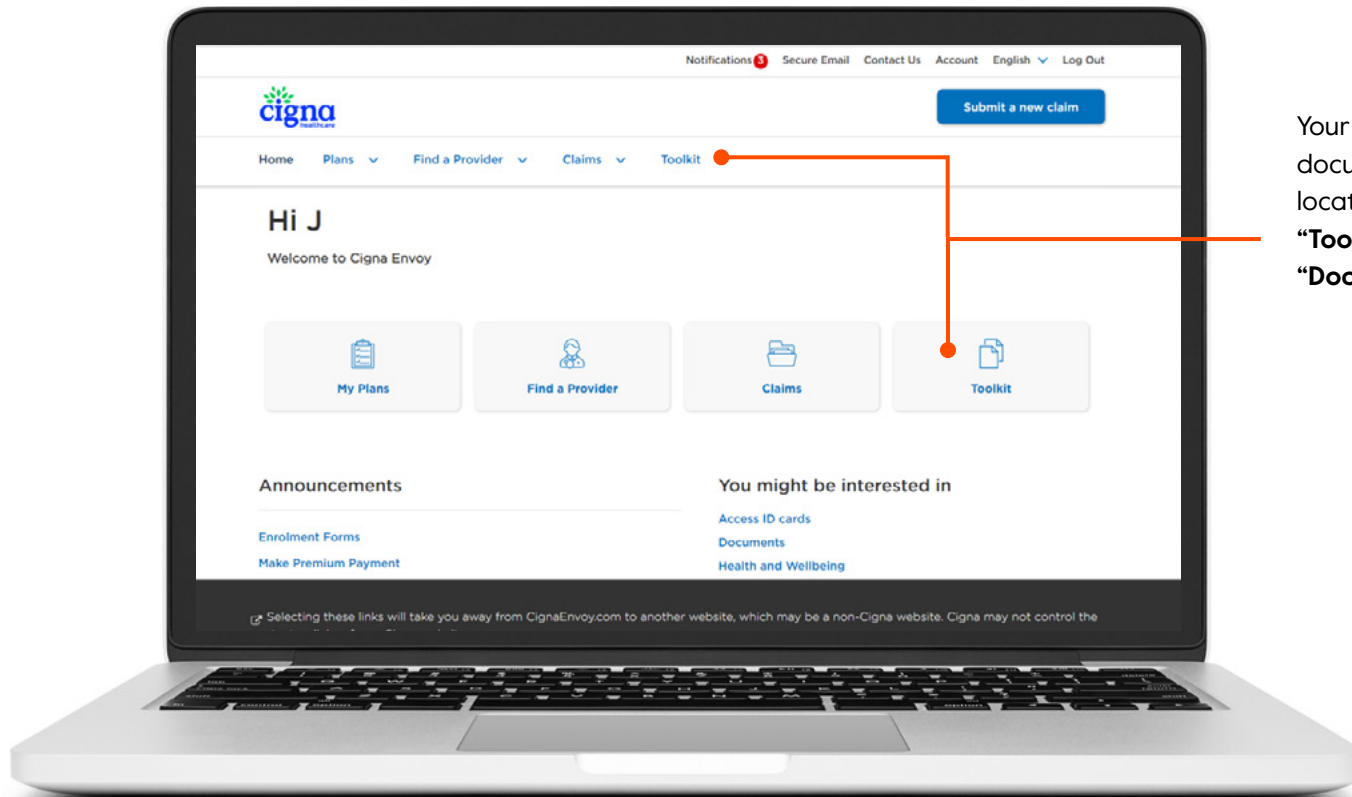 Notifications 3 Secure Email Contact Us Account English Log Out
cigna
healthcare
Submit a new claim
Home Plans Find a Provider Claims Toolkit
Hi J
Welcome to Cigna Envoy
My Plans Find a Provider Claims Toolkit
Announcements
Enrolment Forms
Make Premium Payment
You might be interested in
Access ID cards
Documents
Health and Wellbeing
Selecting these links will take you away from CignaEnvoy.com to another website, which may be a non-Cigna website. Cigna may not control the
Your
docu
locat
“Too
“Doc